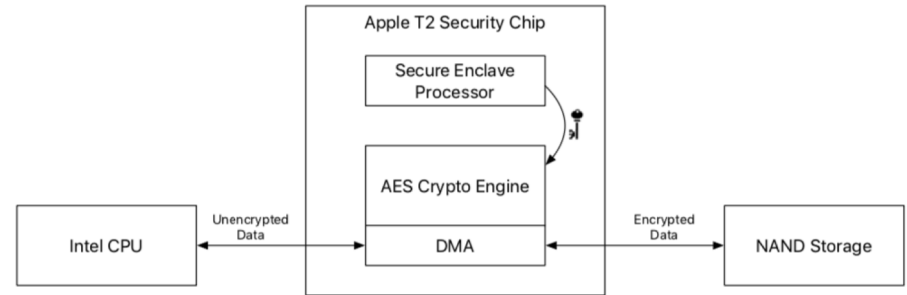 Apple T2 Security Chip
Secure Enclave
Processor
AES Crypto Engine
Unencrypted
Data
Encrypted
Data
Intel CPU
DMA
NAND Storage